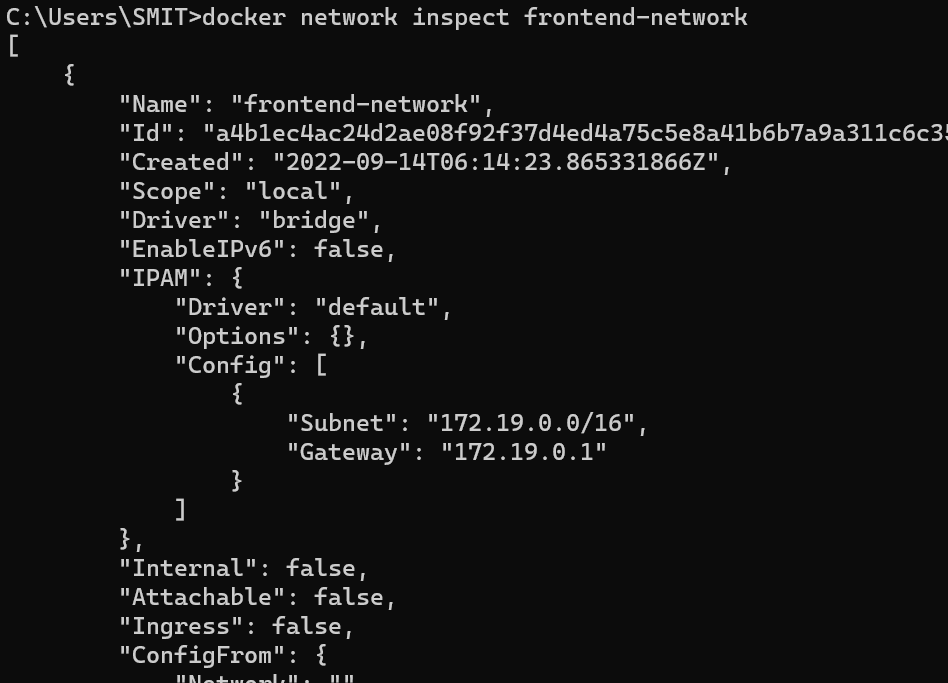 C:\Users\SMIT>docker network inspect frontend-network
[
    {
        "Name": "frontend-network",
        "Id": "a4b1ec4ac24d2ae08f92f37d4ed4a75c5e8a41b6b7a9a311c6c35
        "Created": "2022-09-14T06:14:23.865331866Z",
        "Scope": "local",
        "Driver": "bridge",
        "EnableIPv6": false,
        "IPAM": {
            "Driver": "default",
            "Options": {},
            "Config": [
                {
                    "Subnet": "172.19.0.0/16",
                    "Gateway": "172.19.0.1"
                }
            ]
        },
        "Internal": false,
        "Attachable": false,
        "Ingress": false,
        "ConfigFrom": {
            "Network": ""